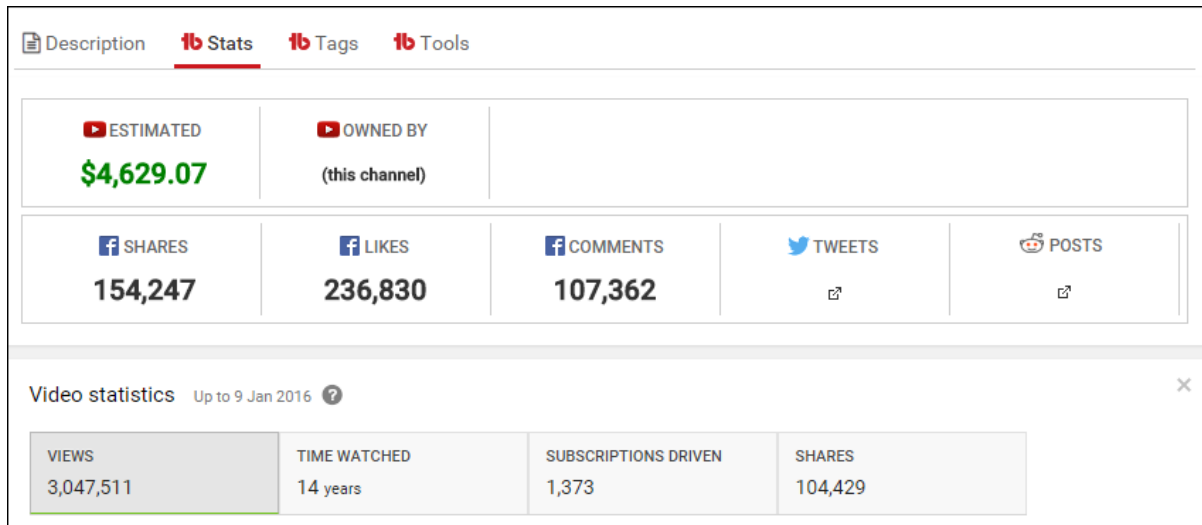 Description Stats Tags Tools
ESTIMATED OWNED BY
$4,629.07 (this channel)
SHARES LIKES COMMENTS TWEETS POSTS
154,247 236,830 107,362
Video statistics Up to 9 Jan 2016 ?
VIEWS TIME WATCHED SUBSCRIPTIONS DRIVEN SHARES
3,047,511 14 years 1,373 104,429